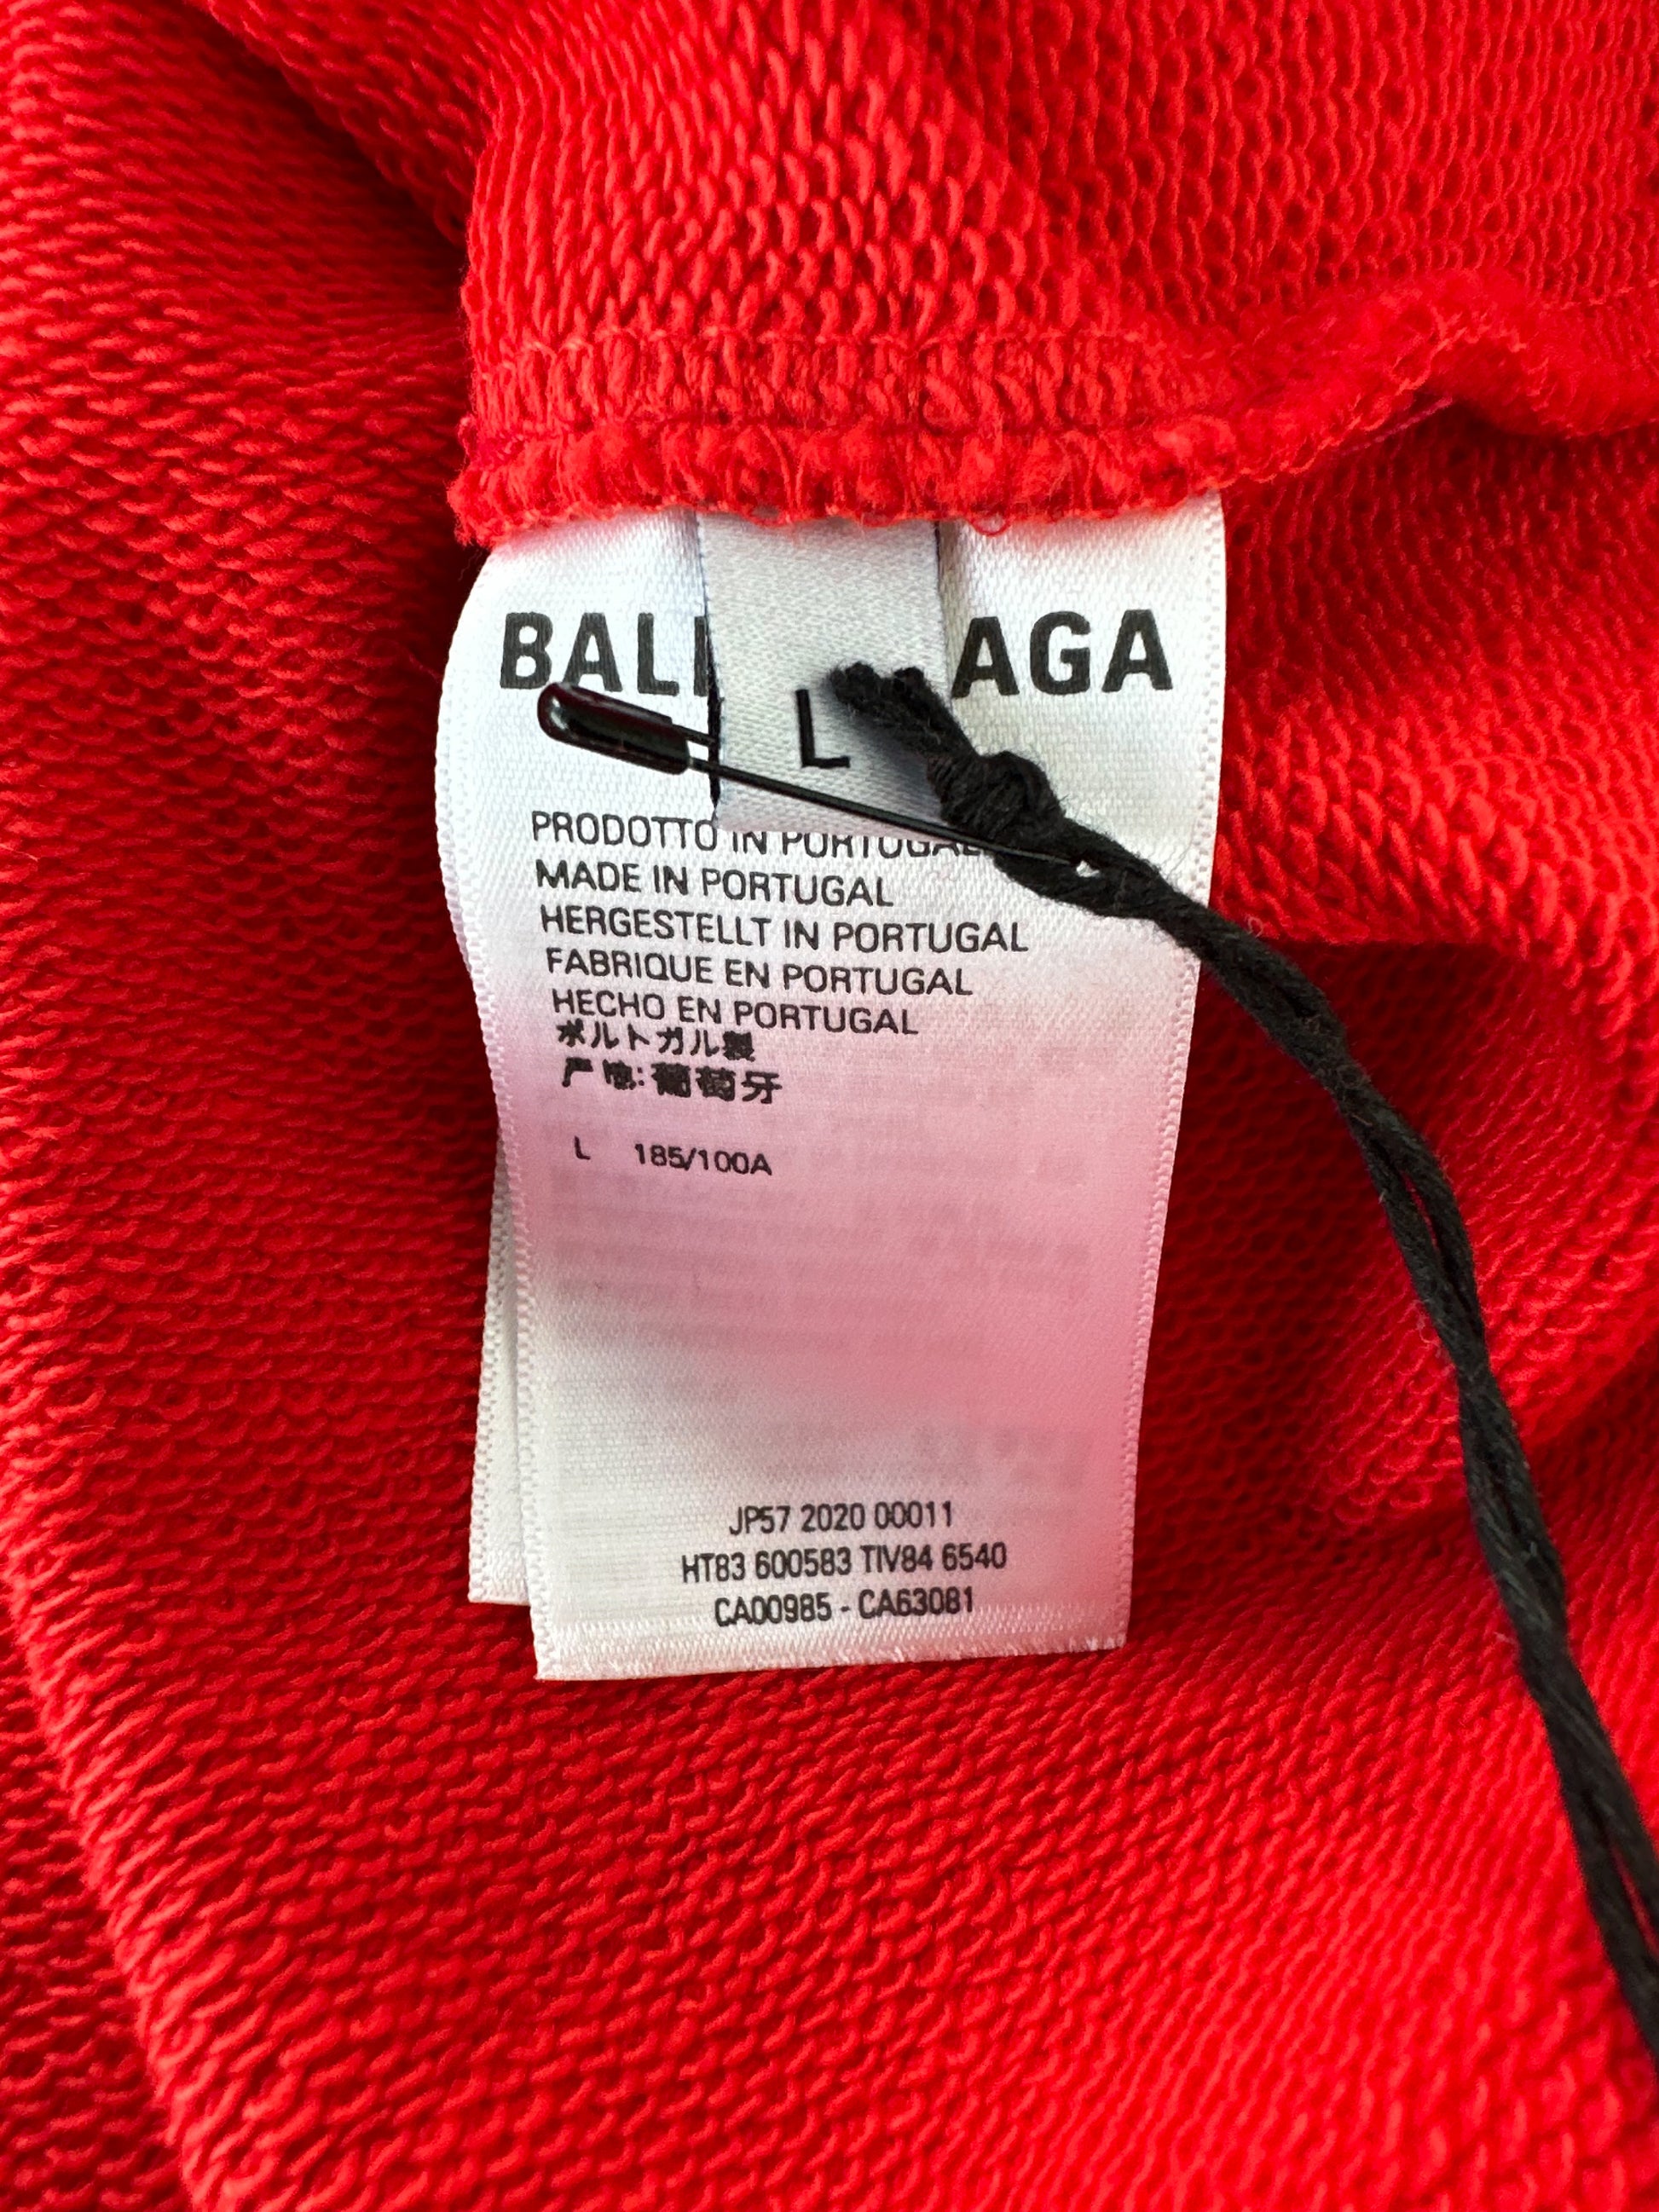 BAL AGA
L
PRODOTTO IN PORTOGAL
MADE IN PORTUGAL
HERGESTELLT IN PORTUGAL
FABRIQUE EN PORTUGAL
HECHO EN PORTUGAL
ポルトガル製
产地:葡萄牙
L 185/100A
JP57 2020 00011
HT83 600583 TIV84 6540
CA00985 - CA63081